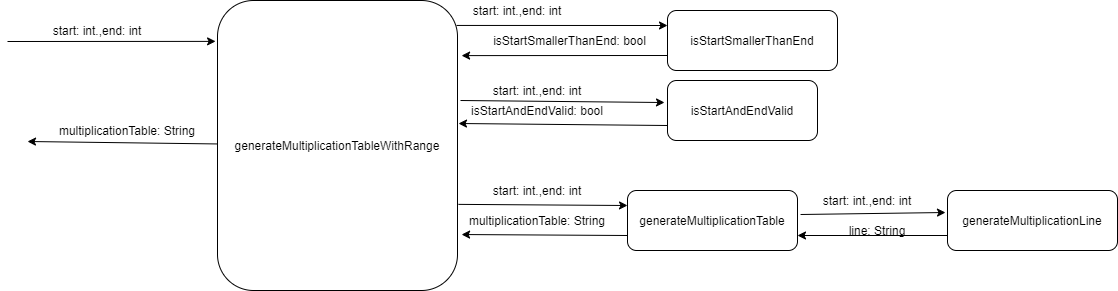 start: int.,end: int
isStartSmallerThanEnd: bool
isStartSmallerThanEnd
start: int.,end: int
start: int.,end: int
isStartAndEndValid: bool
isStartAndEndValid
multiplicationTable: String
generateMultiplicationTableWithRange
start: int.,end: int
multiplicationTable: String
generateMultiplicationTable
start: int.,end: int
line: String
generateMultiplicationLine